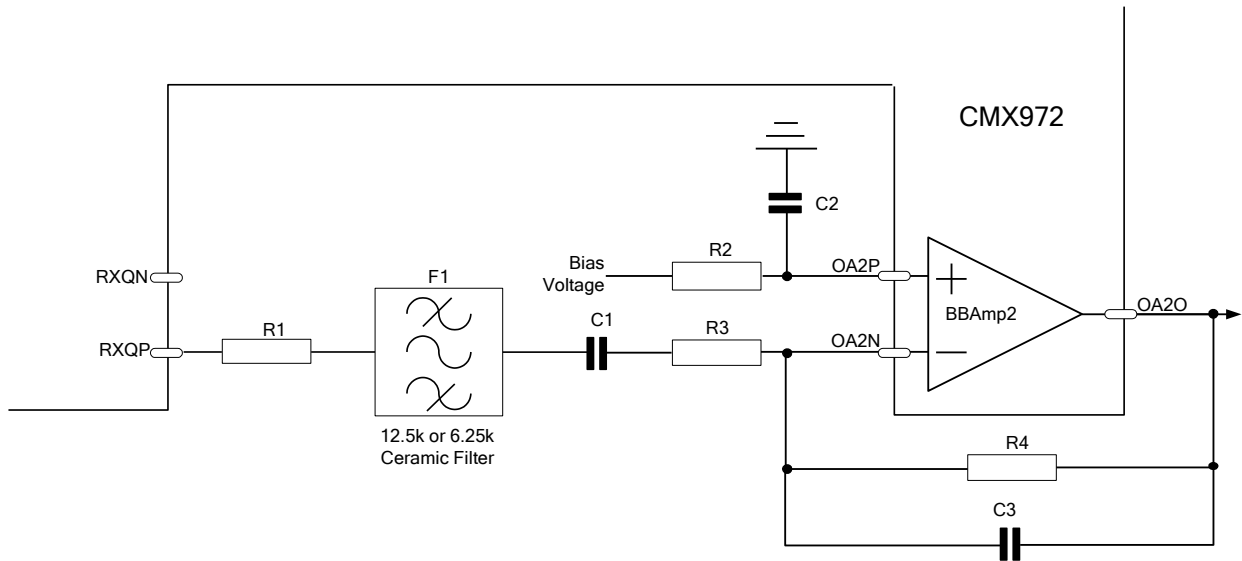 CMX972
C2
RXQN
Bias
Voltage
R2
OA2P
F1
BBAmp2
OA2O
RXQP
R1
C1
R3
OA2N
12.5k or 6.25k
Ceramic Filter
R4
C3